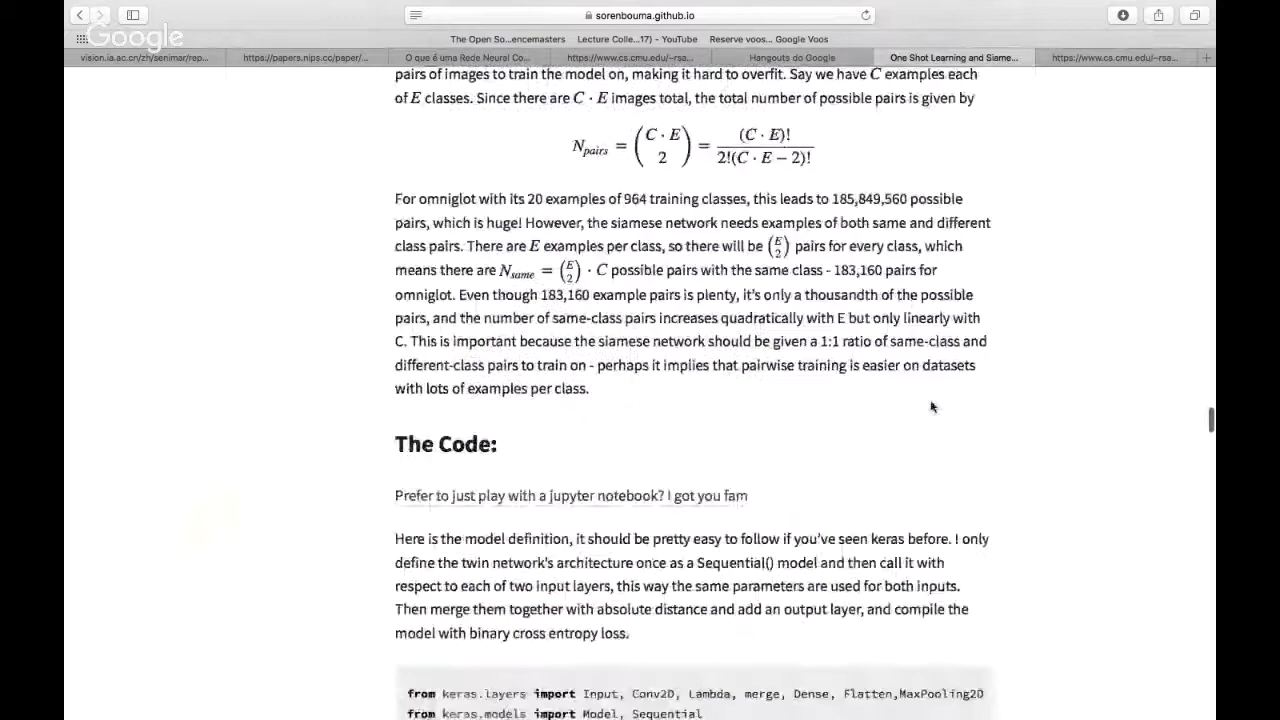 sorenbouma.github.io
Google
The Open So...encemasters Lecture Colle...17) - YouTube Reserve voos... Google Voos
vision.ia.ac.cn/zh/senimar/rep... https://papers.nips.cc/paper/... O que é uma Rede Neural Co... https://www.cs.cmu.edu/~rsa... Hangouts do Google One Shot Learning and Siame... https://www.cs.cmu.edu/~rsa...
pairs of images to train the model on, making it hard to overfit. Say we have C examples each
of E classes. Since there are C · E images total, the total number of possible pairs is given by
N_pairs = (C · E 2) = (C · E)! / 2!(C · E − 2)!
For omniglot with its 20 examples of 964 training classes, this leads to 185,849,560 possible
pairs, which is huge! However, the siamese network needs examples of both same and different
class pairs. There are E examples per class, so there will be (E 2) pairs for every class, which
means there are N_same = (E 2) · C possible pairs with the same class - 183,160 pairs for
omniglot. Even though 183,160 example pairs is plenty, it's only a thousandth of the possible
pairs, and the number of same-class pairs increases quadratically with E but only linearly with
C. This is important because the siamese network should be given a 1:1 ratio of same-class and
different-class pairs to train on - perhaps it implies that pairwise training is easier on datasets
with lots of examples per class.
The Code:
Prefer to just play with a jupyter notebook? I got you fam
Here is the model definition, it should be pretty easy to follow if you've seen keras before. I only
define the twin network's architecture once as a Sequential() model and then call it with
respect to each of two input layers, this way the same parameters are used for both inputs.
Then merge them together with absolute distance and add an output layer, and compile the
model with binary cross entropy loss.
from keras.layers import Input, Conv2D, Lambda, merge, Dense, Flatten,MaxPooling2D
from keras.models import Model, Sequential